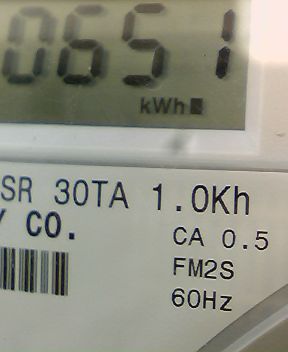 0651
kWh
SR 30TA 1.0Kh
Y CO.
CA 0.5
FM2S
60Hz